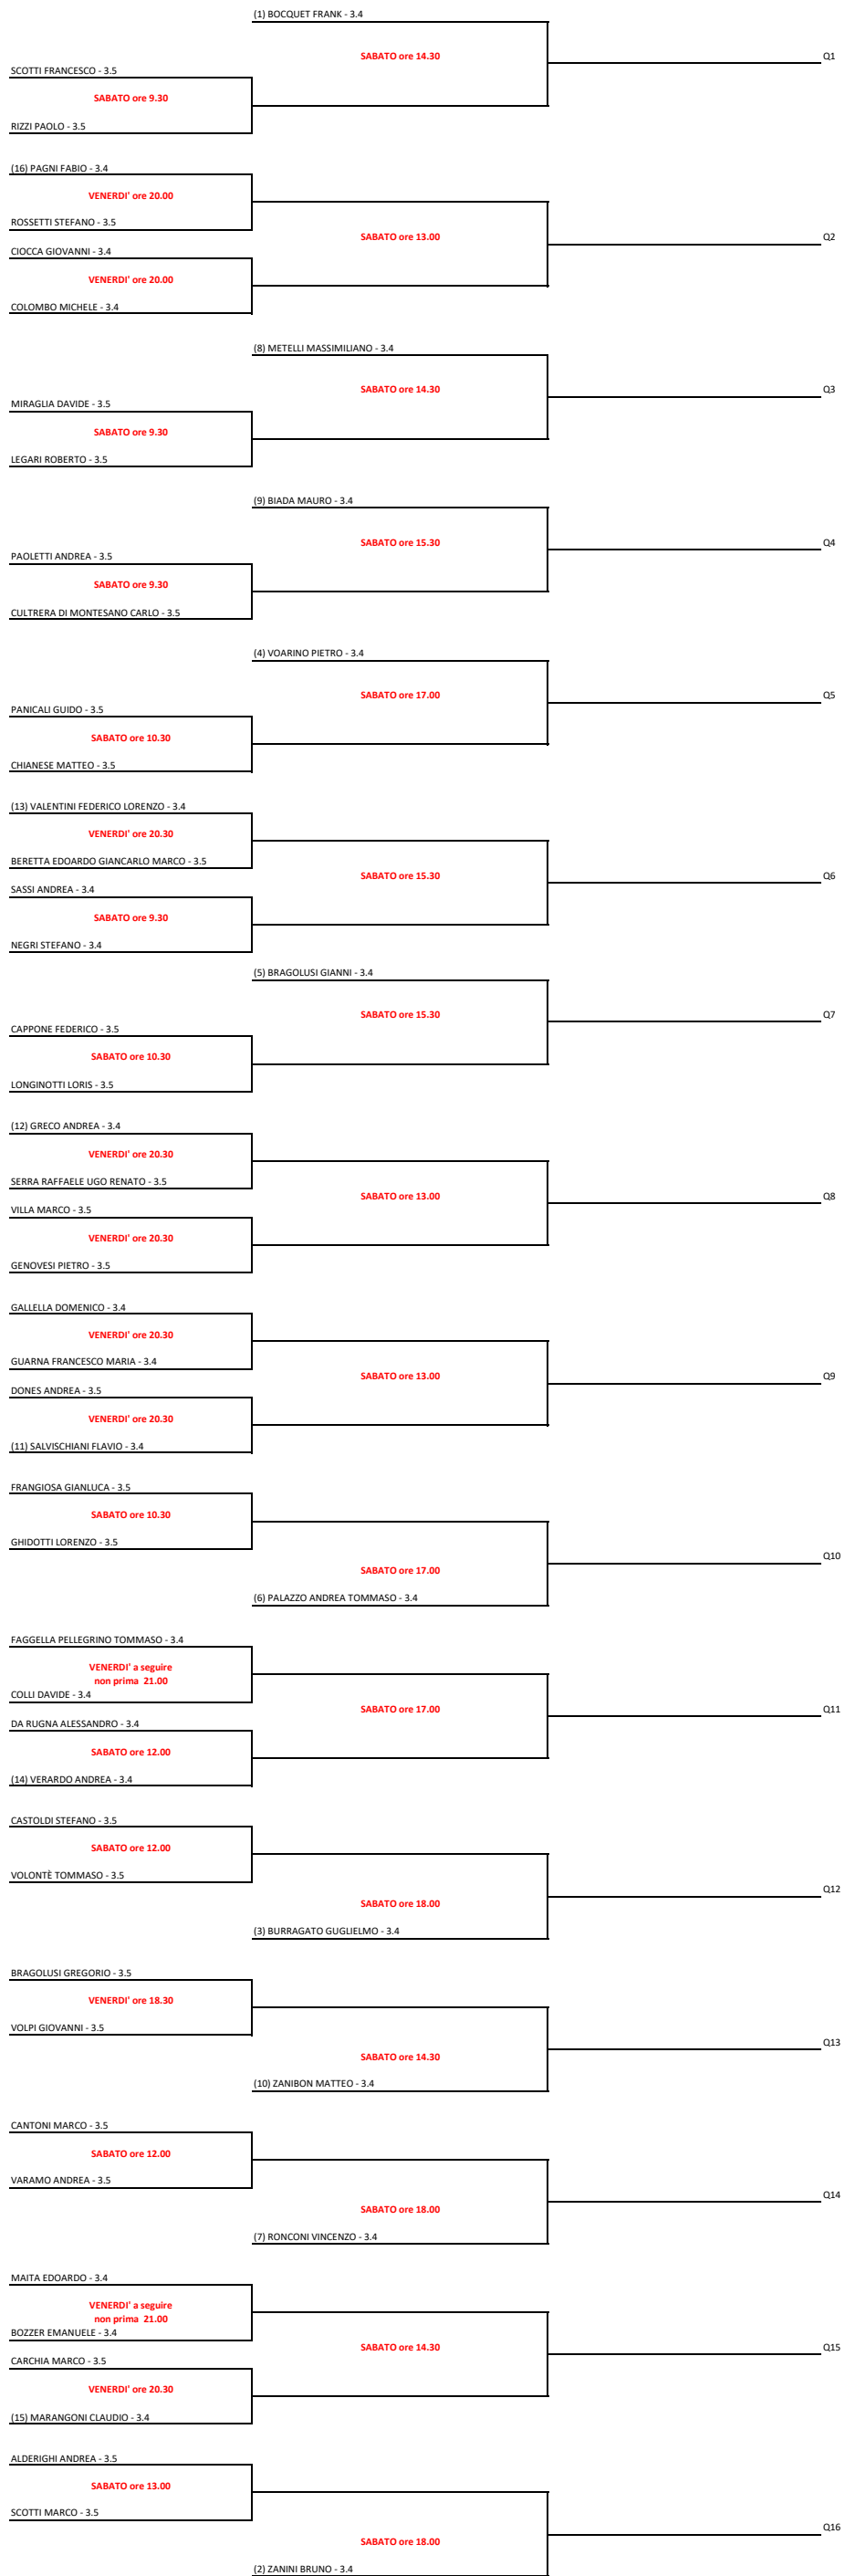 (1) BOCQUET FRANK - 3.4
SABATO ore 14.30
Q1
SCOTTI FRANCESCO - 3.5
SABATO ore 9.30
RIZZI PAOLO - 3.5
(16) PAGNI FABIO - 3.4
VENERDI' ore 20.00
ROSSETTI STEFANO - 3.5
SABATO ore 13.00
Q2
CIOCCA GIOVANNI - 3.4
VENERDI' ore 20.00
COLOMBO MICHELE - 3.4
(8) METELLI MASSIMILIANO - 3.4
SABATO ore 14.30
Q3
MIRAGLIA DAVIDE - 3.5
SABATO ore 9.30
LEGARI ROBERTO - 3.5
(9) BIADA MAURO - 3.4
SABATO ore 15.30
Q4
PAOLETTI ANDREA - 3.5
SABATO ore 9.30
CULTRERA DI MONTESANO CARLO - 3.5
(4) VOARINO PIETRO - 3.4
SABATO ore 17.00
Q5
PANICALI GUIDO - 3.5
SABATO ore 10.30
CHIANESE MATTEO - 3.5
(13) VALENTINI FEDERICO LORENZO - 3.4
VENERDI' ore 20.30
BERETTA EDOARDO GIANCARLO MARCO - 3.5
SABATO ore 15.30
Q6
SASSI ANDREA - 3.4
SABATO ore 9.30
NEGRI STEFANO - 3.4
(5) BRAGOLUSI GIANNI - 3.4
SABATO ore 15.30
Q7
CAPPONE FEDERICO - 3.5
SABATO ore 10.30
LONGINOTTI LORIS - 3.5
(12) GRECO ANDREA - 3.4
VENERDI' ore 20.30
SERRA RAFFAELE UGO RENATO - 3.5
SABATO ore 13.00
Q8
VILLA MARCO - 3.5
VENERDI' ore 20.30
GENOVESI PIETRO - 3.5
GALLELLA DOMENICO - 3.4
VENERDI' ore 20.30
GUARNA FRANCESCO MARIA - 3.4
SABATO ore 13.00
Q9
DONES ANDREA - 3.5
VENERDI' ore 20.30
(11) SALVISCHIANI FLAVIO - 3.4
FRANGIOSA GIANLUCA - 3.5
SABATO ore 10.30
GHIDOTTI LORENZO - 3.5
Q10
SABATO ore 17.00
(6) PALAZZO ANDREA TOMMASO - 3.4
FAGGELLA PELLEGRINO TOMMASO - 3.4
VENERDI' a seguire
non prima 21.00
COLLI DAVIDE - 3.4
SABATO ore 17.00
Q11
DA RUGNA ALESSANDRO - 3.4
SABATO ore 12.00
(14) VERARDO ANDREA - 3.4
CASTOLDI STEFANO - 3.5
SABATO ore 12.00
VOLONTÈ TOMMASO - 3.5
Q12
SABATO ore 18.00
(3) BURRAGATO GUGLIELMO - 3.4
BRAGOLUSI GREGORIO - 3.5
VENERDI' ore 18.30
VOLPI GIOVANNI - 3.5
Q13
SABATO ore 14.30
(10) ZANIBON MATTEO - 3.4
CANTONI MARCO - 3.5
SABATO ore 12.00
VARAMO ANDREA - 3.5
Q14
SABATO ore 18.00
(7) RONCONI VINCENZO - 3.4
MAITA EDOARDO - 3.4
VENERDI' a seguire
non prima 21.00
BOZZER EMANUELE - 3.4
SABATO ore 14.30
Q15
CARCHIA MARCO - 3.5
VENERDI' ore 20.30
(15) MARANGONI CLAUDIO - 3.4
ALDERIGHI ANDREA - 3.5
SABATO ore 13.00
SCOTTI MARCO - 3.5
Q16
SABATO ore 18.00
(2) ZANINI BRUNO - 3.4